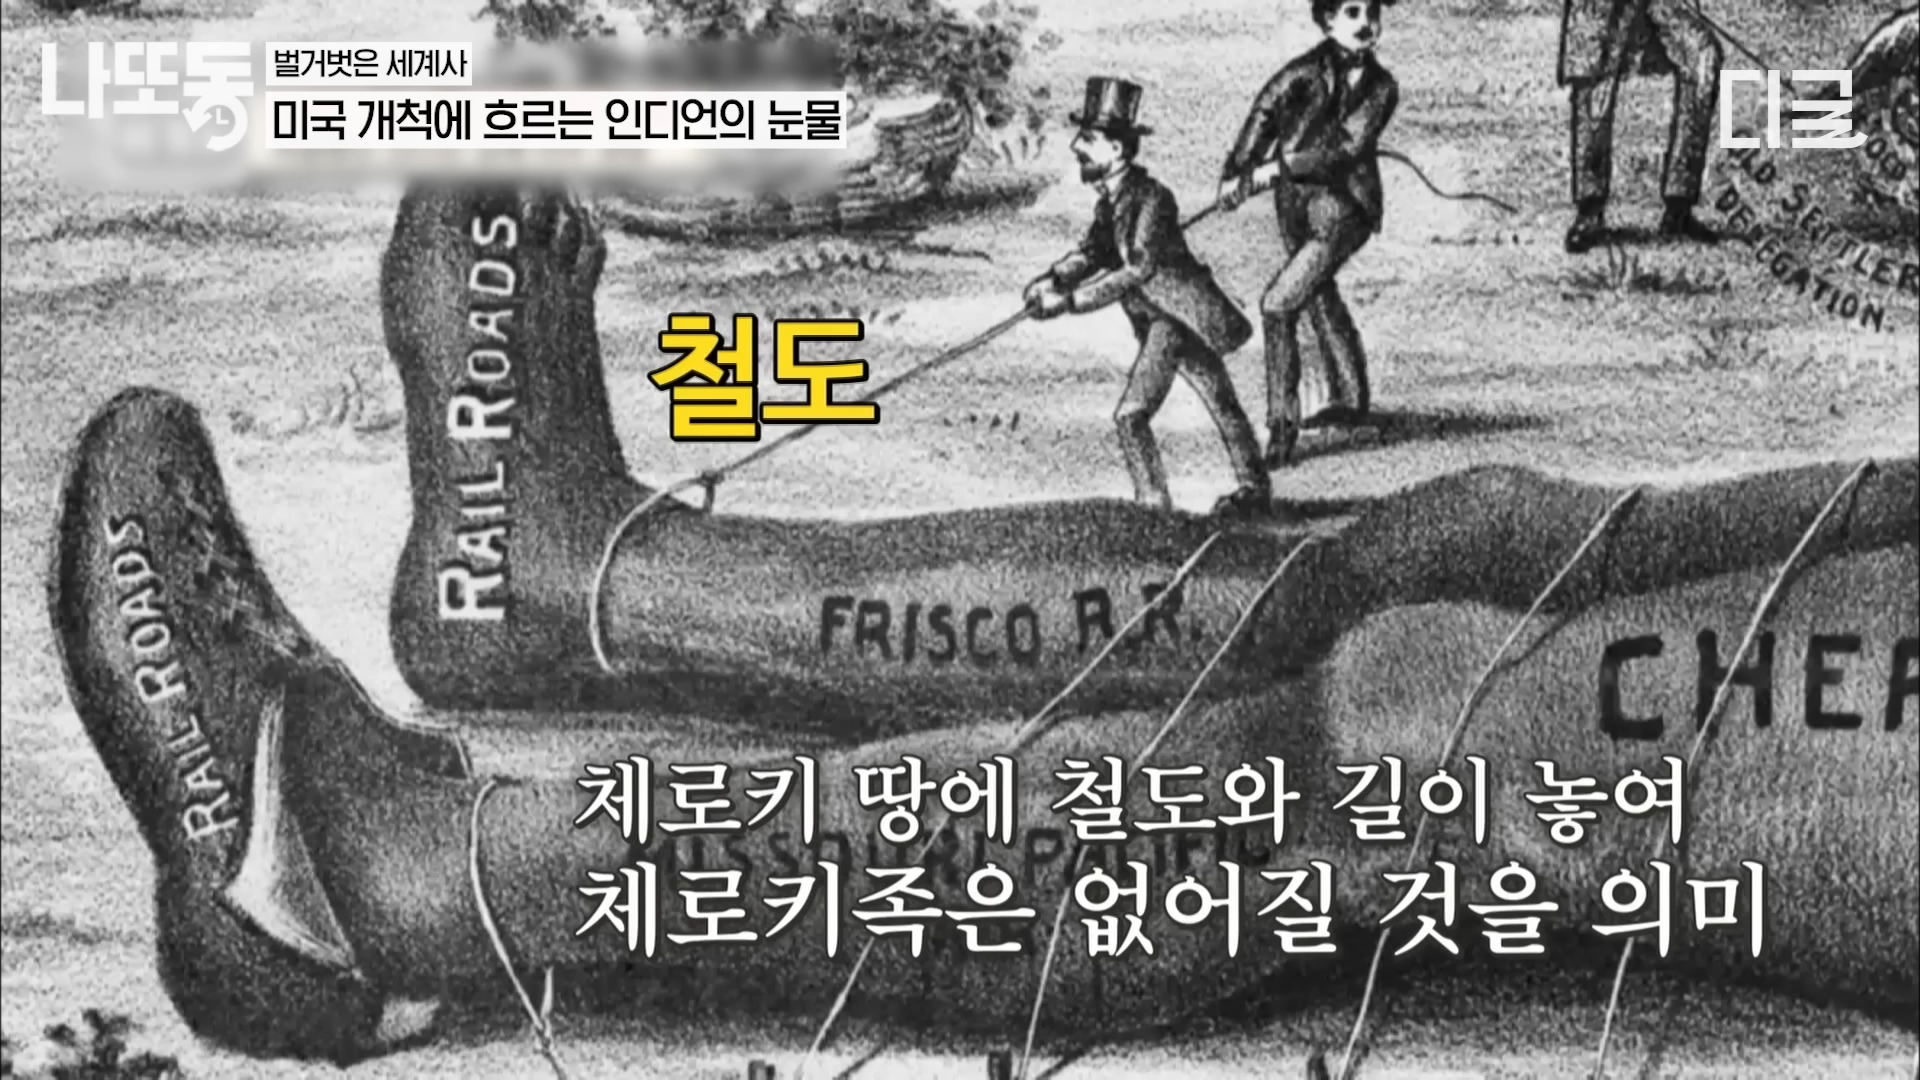 나또동
벌거벗은 세계사
미국 개척에 흐르는 인디언의 눈물
디글
SETTLER
DELEGATION.
RAIL ROADS
철도
RAIL ROADS
FRISCO R.R.
체로키 땅에 철도와 길이 놓여
MISSOURI PACIFIC
체로키족은 없어질 것을 의미